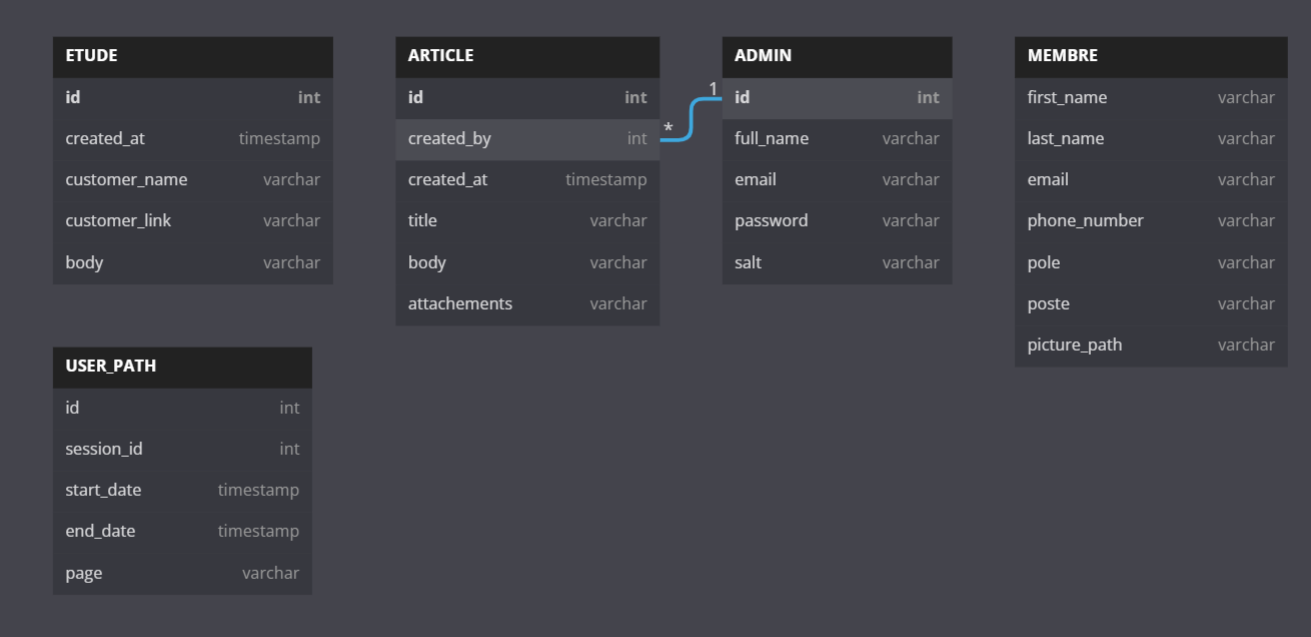 ETUDE
id int
created_at timestamp
customer_name varchar
customer_link varchar
body varchar
ARTICLE
id int
* created_by int
created_at timestamp
title varchar
body varchar
attachements varchar
ADMIN
1 id int
full_name varchar
email varchar
password varchar
salt varchar
MEMBRE
first_name varchar
last_name varchar
email varchar
phone_number varchar
pole varchar
poste varchar
picture_path varchar
USER_PATH
id int
session_id int
start_date timestamp
end_date timestamp
page varchar